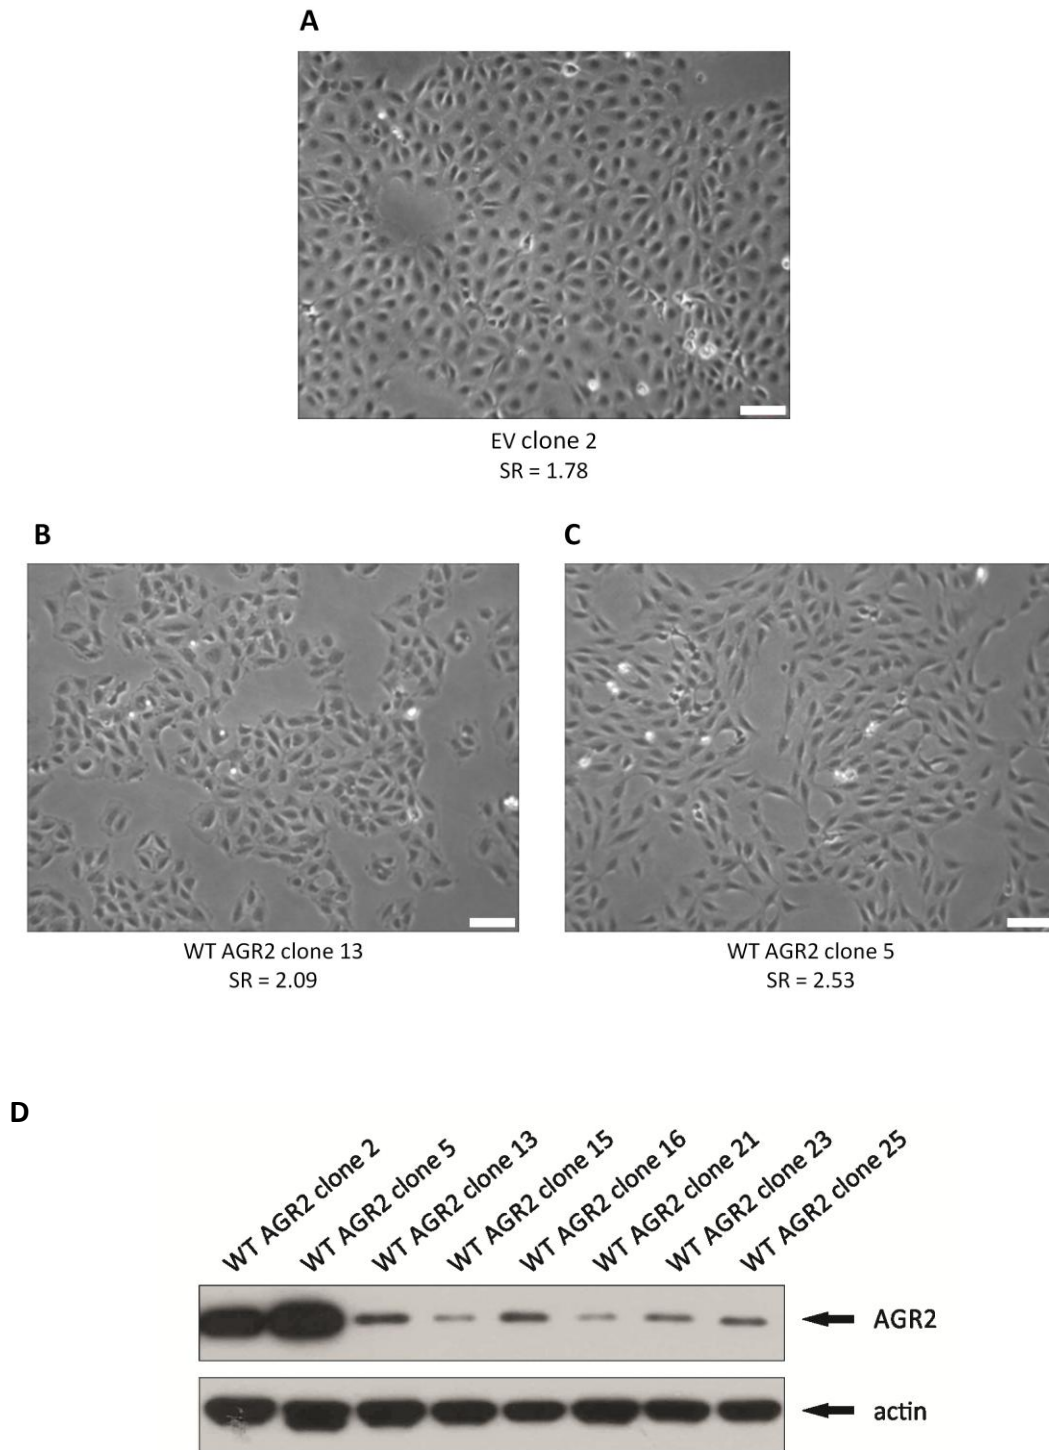 A
EV clone 2
SR = 1.78
B
C
WT AGR2 clone 13
SR = 2.09
WT AGR2 clone 5
SR = 2.53
D
WT AGR2 clone 2
WT AGR2 clone 5
WT AGR2 clone 13
WT AGR2 clone 15
WT AGR2 clone 16
WT AGR2 clone 21
WT AGR2 clone 23
WT AGR2 clone 25
AGR2
actin